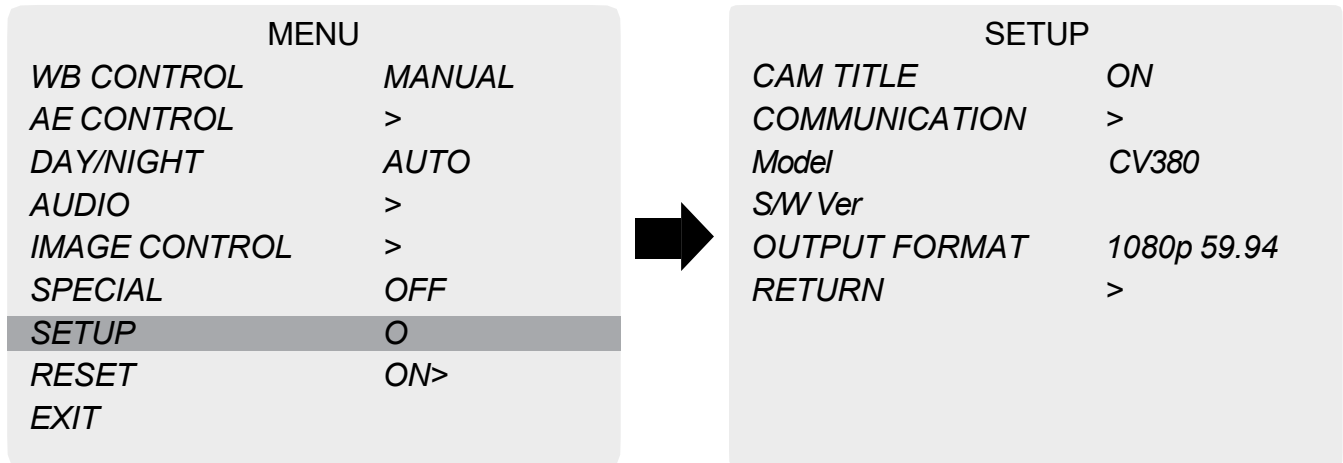 MENU
WB CONTROL MANUAL
AE CONTROL >
DAY/NIGHT AUTO
AUDIO >
IMAGE CONTROL >
SPECIAL OFF
SETUP O
RESET ON>
EXIT
SETUP
CAM TITLE ON
COMMUNICATION >
Model CV380
S/W Ver
OUTPUT FORMAT 1080p 59.94
RETURN >